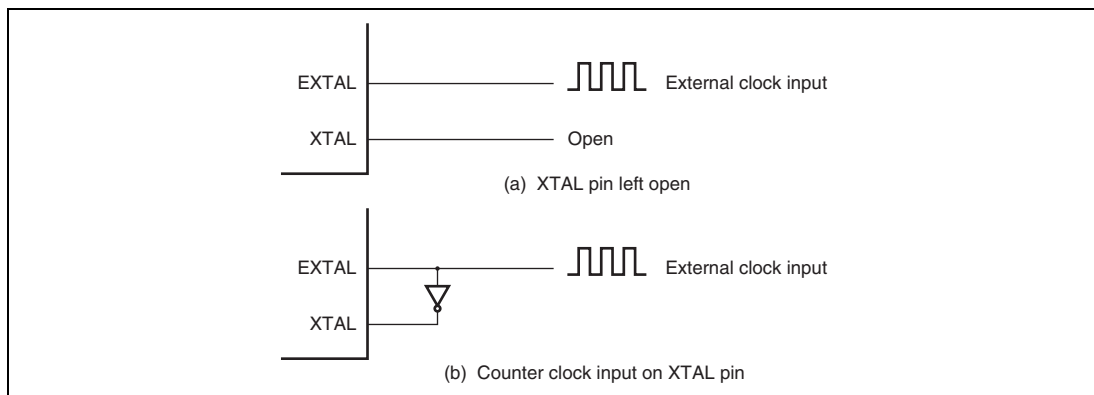 EXTAL External clock input
XTAL Open
(a) XTAL pin left open
EXTAL External clock input
XTAL
(b) Counter clock input on XTAL pin